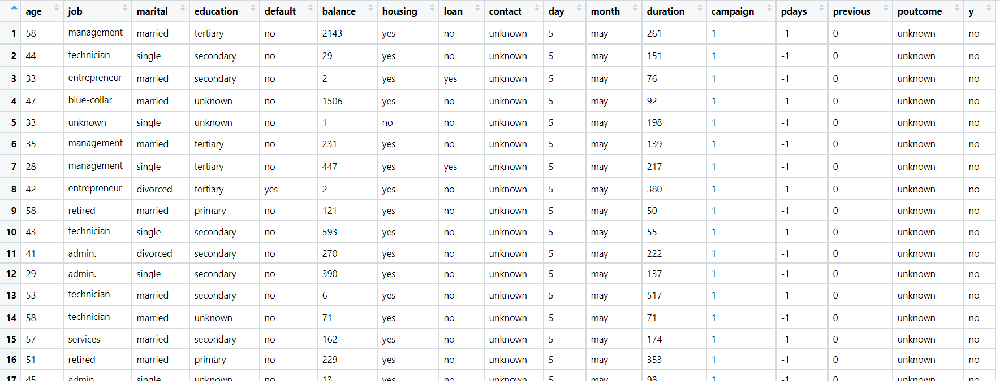 age job marital education default balance housing loan contact day month duration campaign pdays previous poutcome y
1 58 management married tertiary no 2143 yes no unknown 5 may 261 1 -1 0 unknown no
2 44 technician single secondary no 29 yes no unknown 5 may 151 1 -1 0 unknown no
3 33 entrepreneur married secondary no 2 yes yes unknown 5 may 76 1 -1 0 unknown no
4 47 blue-collar married unknown no 1506 yes no unknown 5 may 92 1 -1 0 unknown no
5 33 unknown single unknown no 1 no no unknown 5 may 198 1 -1 0 unknown no
6 35 management married tertiary no 231 yes no unknown 5 may 139 1 -1 0 unknown no
7 28 management single tertiary no 447 yes yes unknown 5 may 217 1 -1 0 unknown no
8 42 entrepreneur divorced tertiary yes 2 yes no unknown 5 may 380 1 -1 0 unknown no
9 58 retired married primary no 121 yes no unknown 5 may 50 1 -1 0 unknown no
10 43 technician single secondary no 593 yes no unknown 5 may 55 1 -1 0 unknown no
11 41 admin. divorced secondary no 270 yes no unknown 5 may 222 1 -1 0 unknown no
12 29 admin. single secondary no 390 yes no unknown 5 may 137 1 -1 0 unknown no
13 53 technician married secondary no 6 yes no unknown 5 may 517 1 -1 0 unknown no
14 58 technician married unknown no 71 yes no unknown 5 may 71 1 -1 0 unknown no
15 57 services married secondary no 162 yes no unknown 5 may 174 1 -1 0 unknown no
16 51 retired married primary no 229 yes no unknown 5 may 353 1 -1 0 unknown no
17 45 admin. single unknown no 13 yes no unknown 5 may 98 1 -1 0 unknown no